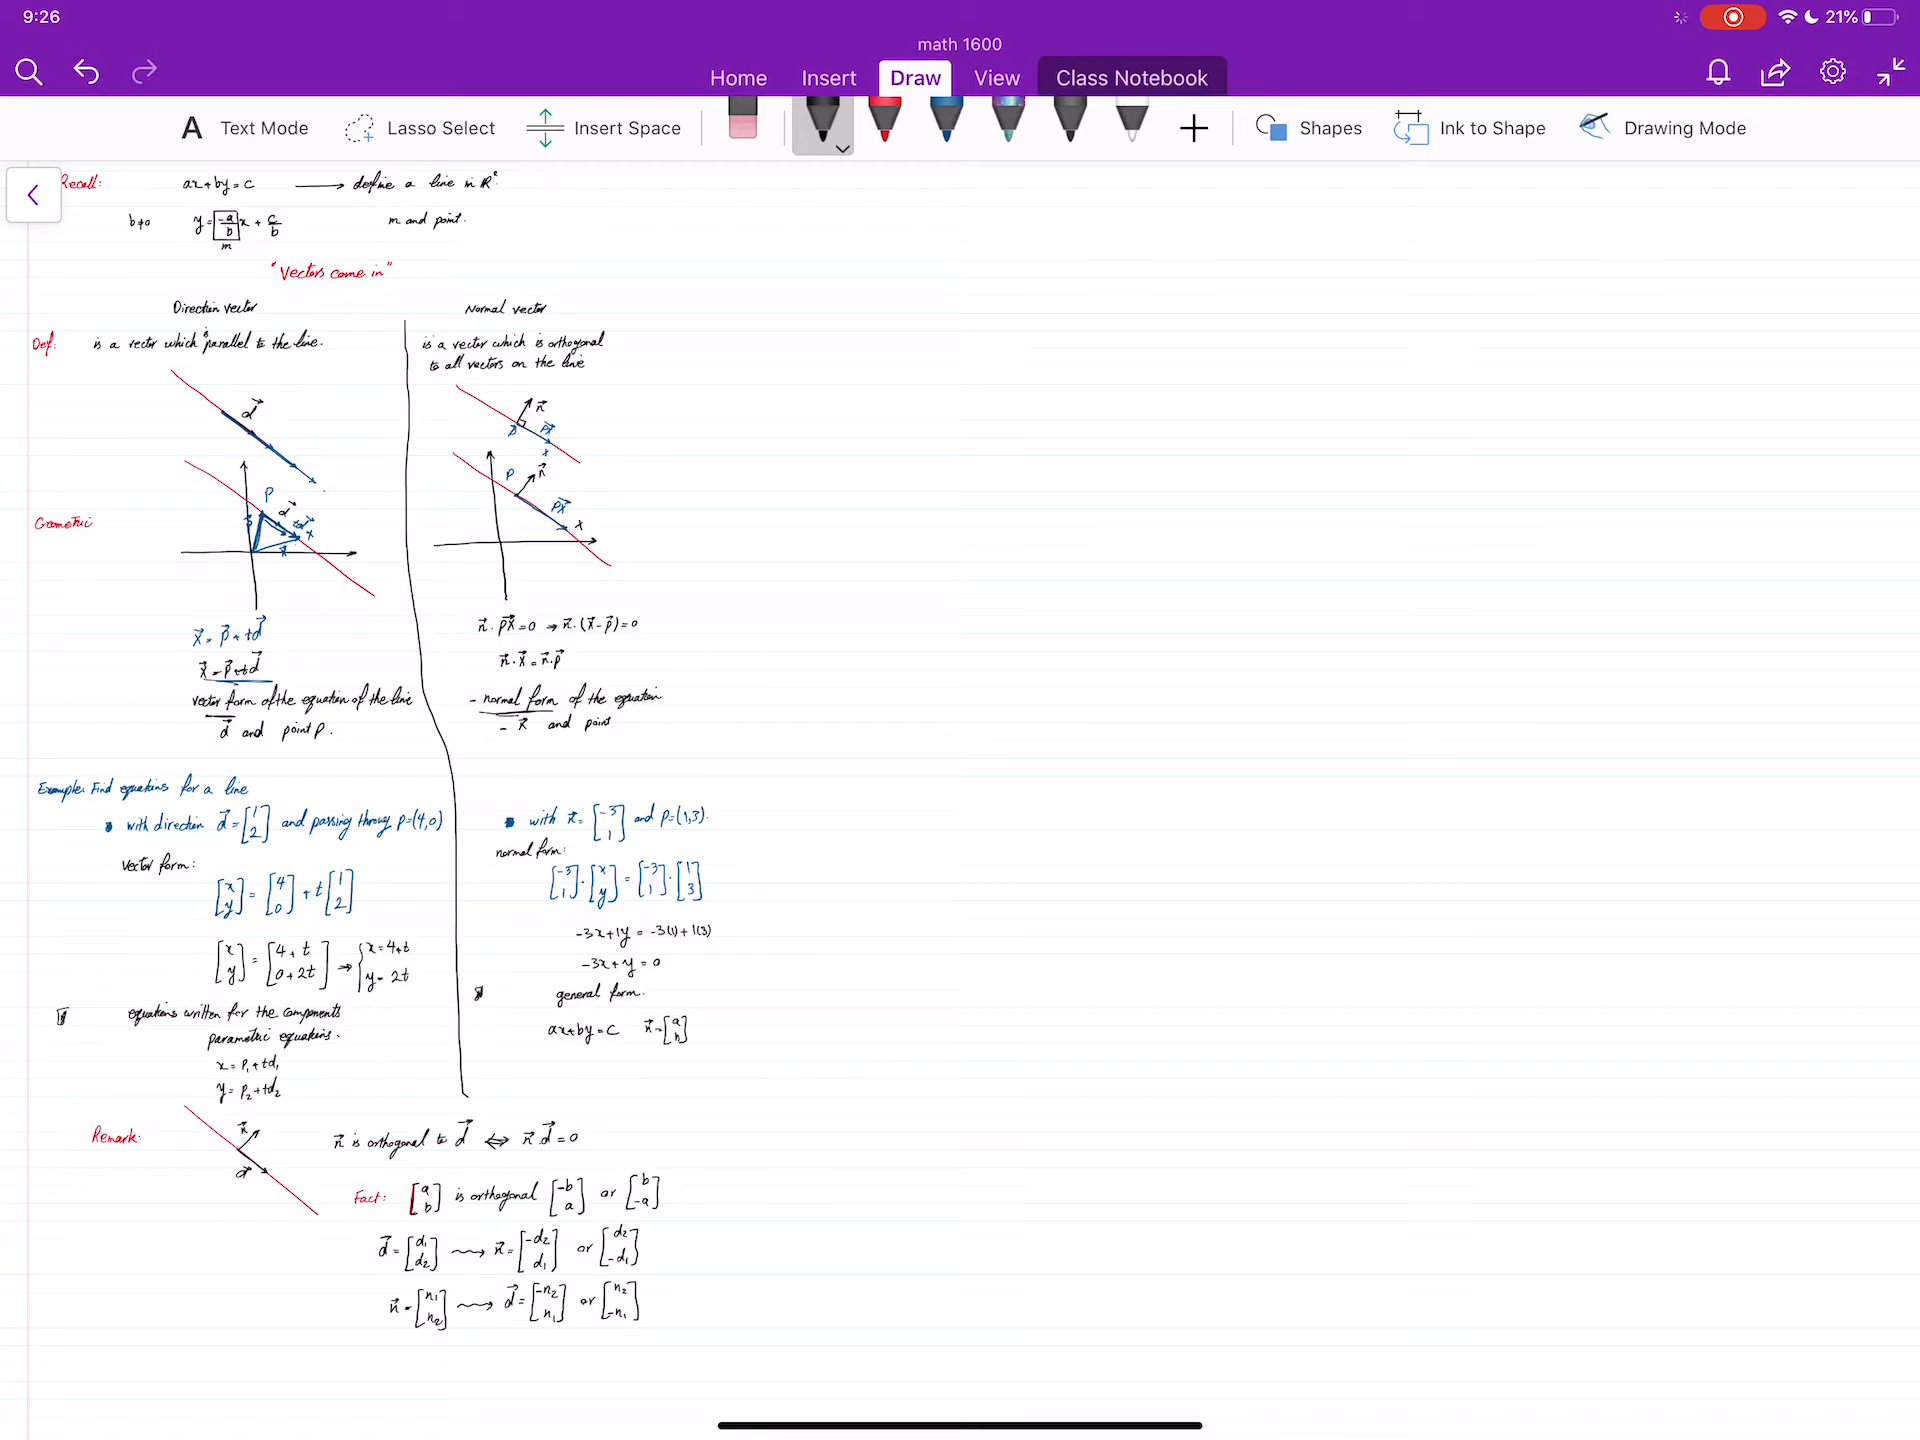 9:26
21%
math 1600
Home Insert Draw View Class Notebook
Text Mode Lasso Select Insert Space Shapes Ink to Shape Drawing Mode
Recall: ax+by=c ⟶ define a line in ℝ²
b≠0 y = -a/b x + c/b m and point.
m
"Vectors come in"
Direction vector
Normal vector
Def: is a vector which is parallel to the line.
is a vector which is orthogonal
to all vectors on the line
d⃗
n⃗
P PX⃗
x
P n⃗
PX⃗ x
Geometric
P
d⃗
p⃗ td⃗ x
x⃗
x⃗ = p⃗ + td⃗
x⃗ = p⃗ + td⃗
vector form of the equation of the line
d⃗ and point P.
n⃗ · PX⃗ = 0 ⇒ n⃗ · (x⃗ - p⃗) = 0
n⃗ · x⃗ = n⃗ · p⃗
- normal form of the equation
- n⃗ and point
Example: Find equations for a line
• with direction d⃗ = [1 2] and passing throug P=(4,0)
vector form:
[x y] = [4 0] + t [1 2]
[x y] = [4+t 0+2t] ⇒ { x=4+t y=2t
equations written for the components
parametric equations.
x = P₁ + td₁
y = P₂ + td₂
• with n⃗ = [-3 1] and P=(1,3).
normal form:
[-3 1] · [x y] = [-3 1] · [1 3]
-3x+1y = -3(1)+1(3)
-3x+y = 0
general form.
ax+by=c n⃗ = [a b]
Remark: n⃗ d⃗
n⃗ is orthogonal to d⃗ ⇔ n⃗ · d⃗ = 0
Fact: [a b] is orthogonal [-b a] or [b -a]
d⃗ = [d₁ d₂] ⇝ n⃗ = [-d₂ d₁] or [d₂ -d₁]
n⃗ = [n₁ n₂] ⇝ d⃗ = [-n₂ n₁] or [n₂ -n₁]